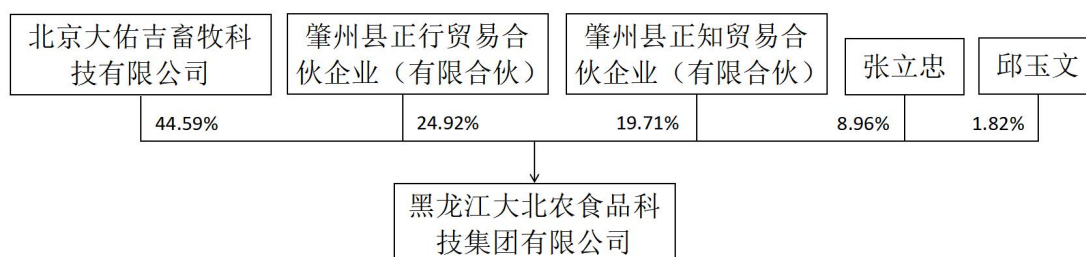 北京大佑吉畜牧科
技有限公司
肇州县正行贸易合
伙企业（有限合伙）
肇州县正知贸易合
伙企业（有限合伙）
张立忠
邱玉文
44.59%
24.92%
19.71%
8.96%
1.82%
黑龙江大北农食品科
技集团有限公司